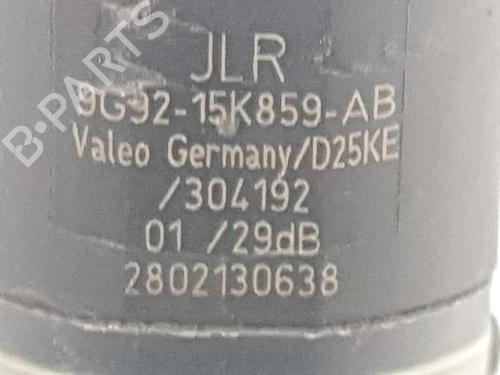 JLR
9G92-15K859-AB
Valeo Germany/D25KE
/304192
01 /29dB
2802130638
B-PARTS